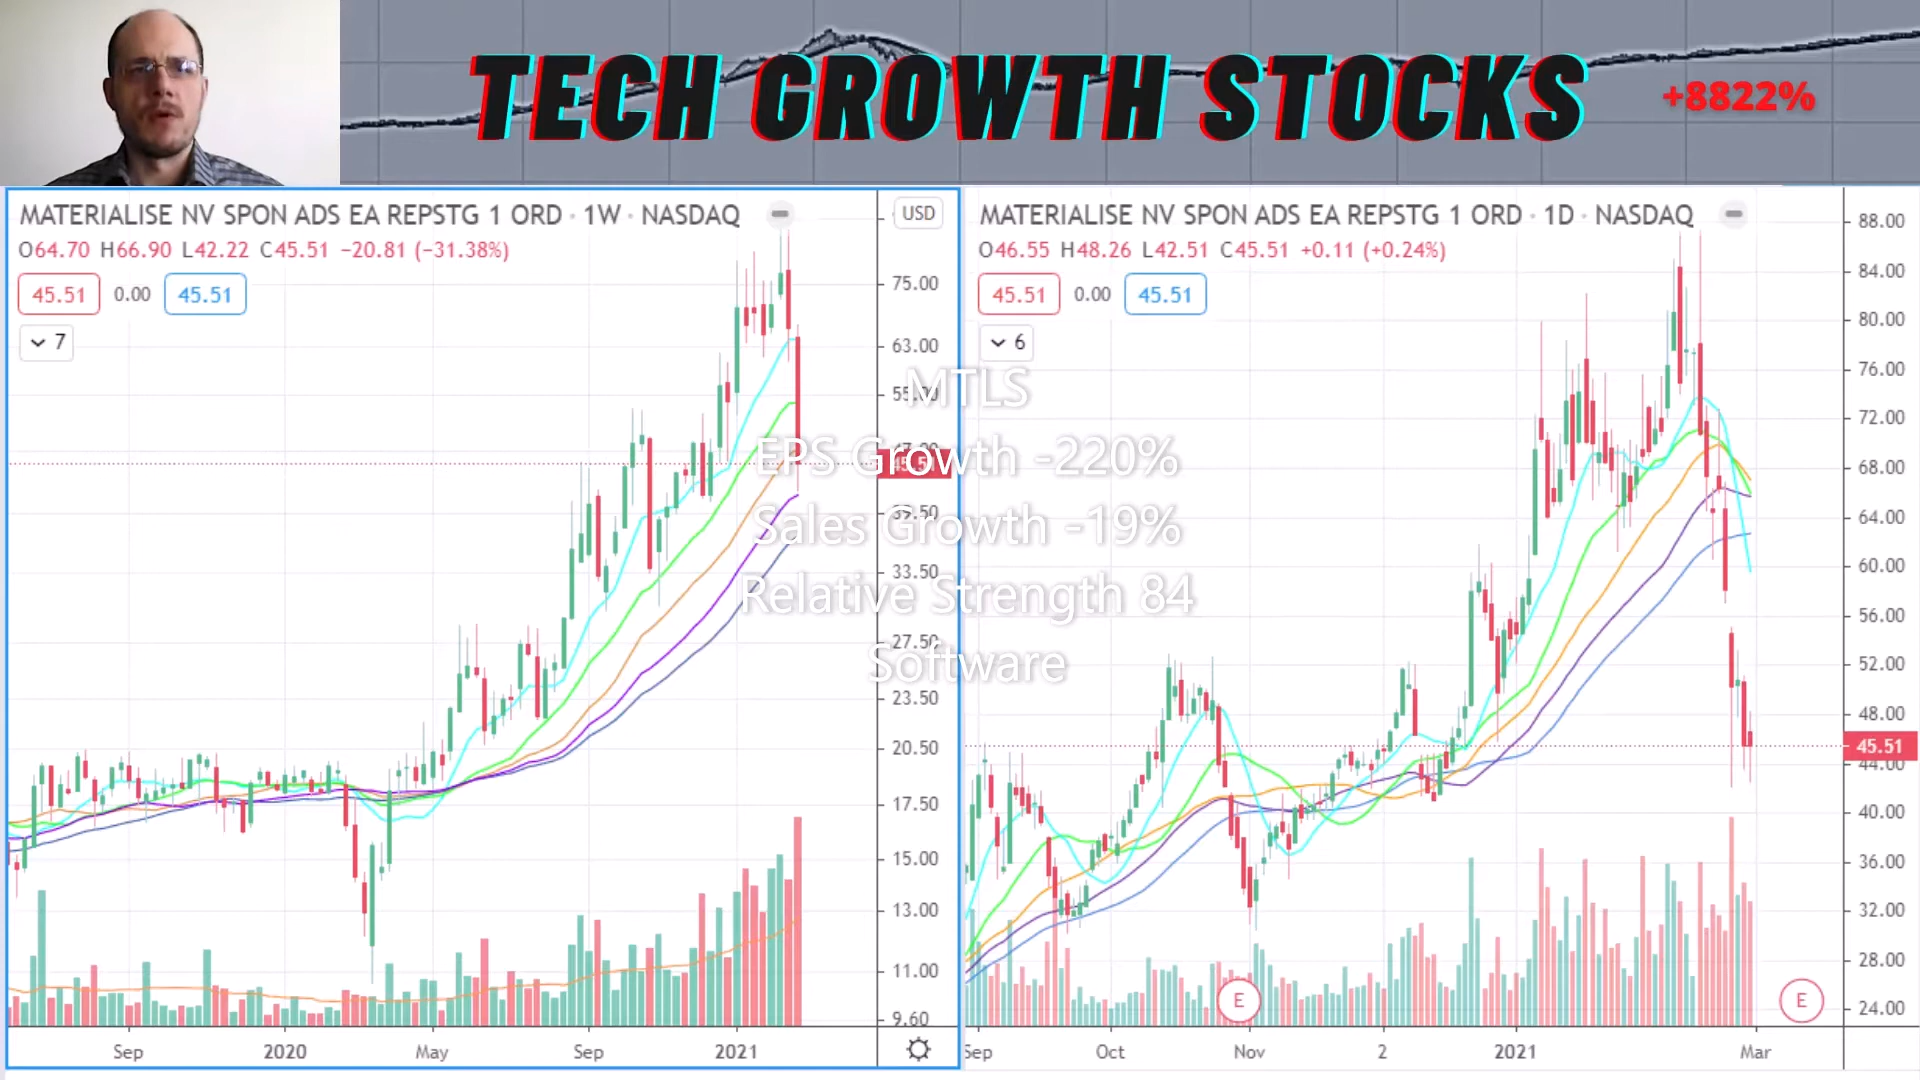 TECH GROWTH STOCKS
+8822%
MATERIALISE NV SPON ADS EA REPSTG 1 ORD · 1W · NASDAQ
O64.70 H66.90 L42.22 C45.51 −20.81 (−31.38%)
45.51 0.00 45.51
7
USD
75.00
63.00
55.00
33.50
27.50
23.50
20.50
17.50
15.00
13.00
11.00
9.60
Sep 2020 May Sep 2021
MATERIALISE NV SPON ADS EA REPSTG 1 ORD · 1D · NASDAQ
O46.55 H48.26 L42.51 C45.51 +0.11 (+0.24%)
45.51 0.00 45.51
6
88.00
84.00
80.00
76.00
72.00
68.00
64.00
60.00
56.00
52.00
48.00
45.51
44.00
40.00
36.00
32.00
28.00
24.00
E E
Sep Oct Nov 2 2021 Mar
MTLS
EPS Growth -220%
Sales Growth -19%
Relative Strength 84
Software